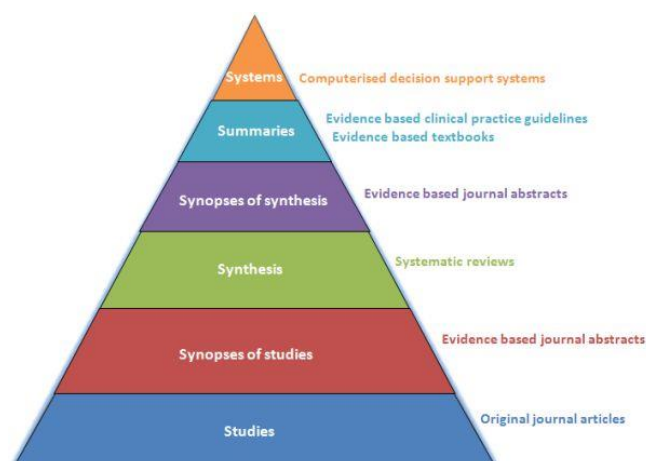 Systems
Computerised decision support systems
Summaries
Evidence based clinical practice guidelines
Evidence based textbooks
Synopses of synthesis
Evidence based journal abstracts
Synthesis
Systematic reviews
Synopses of studies
Evidence based journal abstracts
Studies
Original journal articles